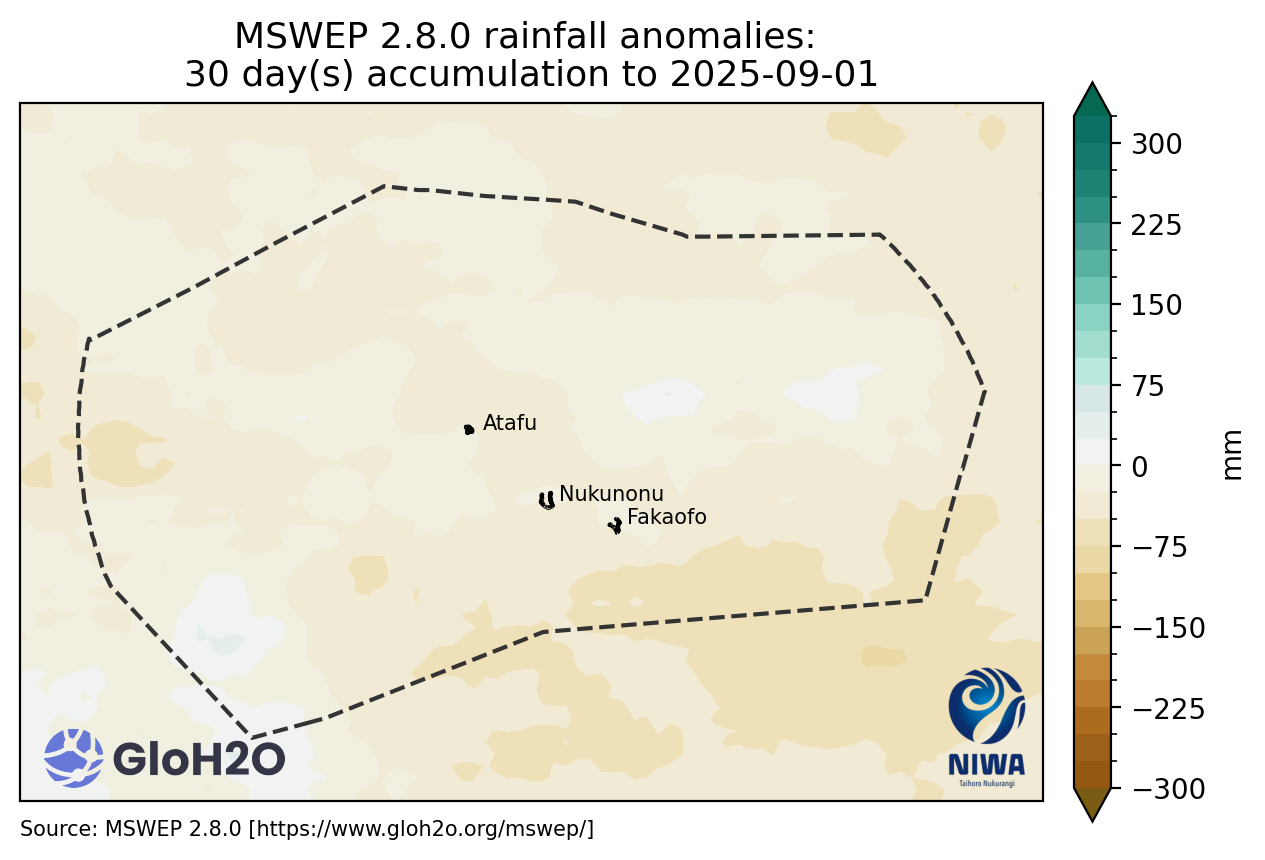 MSWEP 2.8.0 rainfall anomalies:
30 day(s) accumulation to 2025-09-01
300
225
150
75
0
−75
−150
−225
−300
mm
Atafu
Nukunonu
Fakaofo
GloH2O
NIWA
Taihoro Nukurangi
Source: MSWEP 2.8.0 [https://www.gloh2o.org/mswep/]